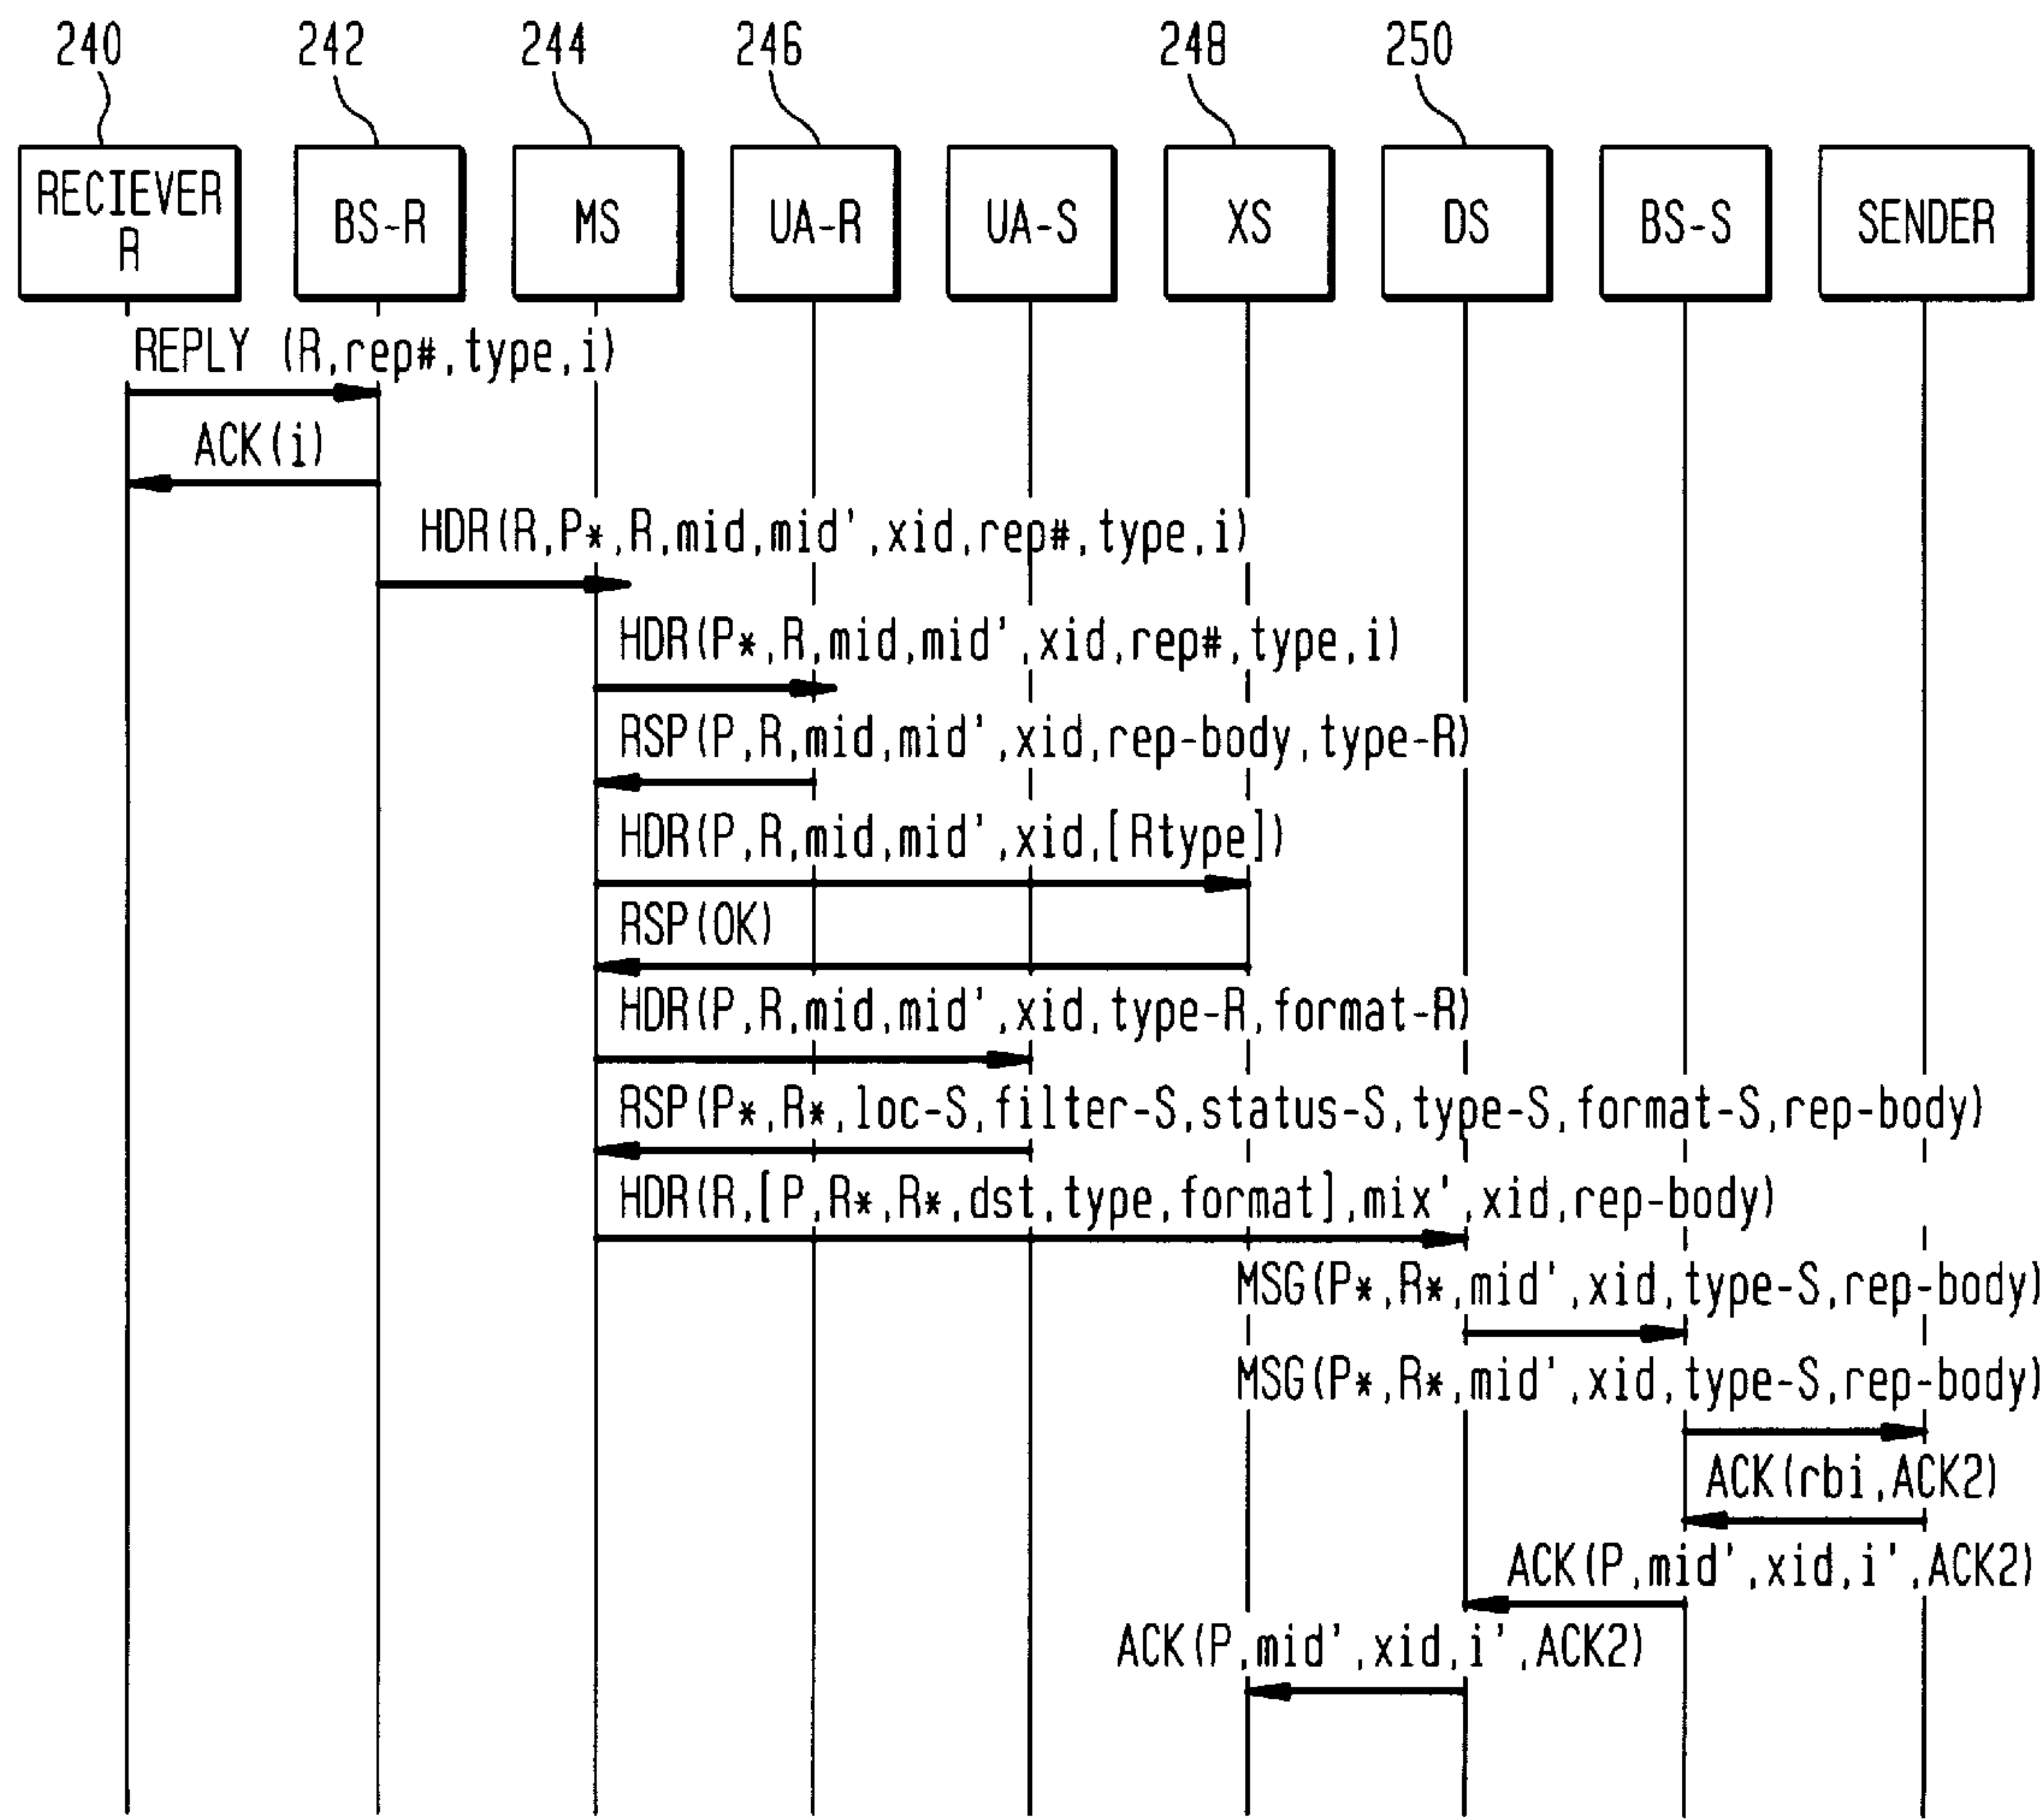 240 242 244 246 248 250
RECIEVER
R
BS-R MS UA-R UA-S XS DS BS-S SENDER
REPLY (R,rep#,type,i)
ACK(i)
HDR(R,P*,R,mid,mid',xid,rep#,type,i)
HDR(P*,R,mid,mid',xid,rep#,type,i)
RSP(P,R,mid,mid',xid,rep-body,type-R)
HDR(P,R,mid,mid',xid,[Rtype])
RSP(OK)
HDR(P,R,mid,mid',xid,type-R,format-R)
RSP(P*,R*,loc-S,filter-S,status-S,type-S,format-S,rep-body)
HDR(R,[P,R*,R*,dst,type,format],mix',xid,rep-body)
MSG(P*,R*,mid',xid,type-S,rep-body)
MSG(P*,R*,mid',xid,type-S,rep-body)
ACK(rbi,ACK2)
ACK(P,mid',xid,i',ACK2)
ACK(P,mid',xid,i',ACK2)